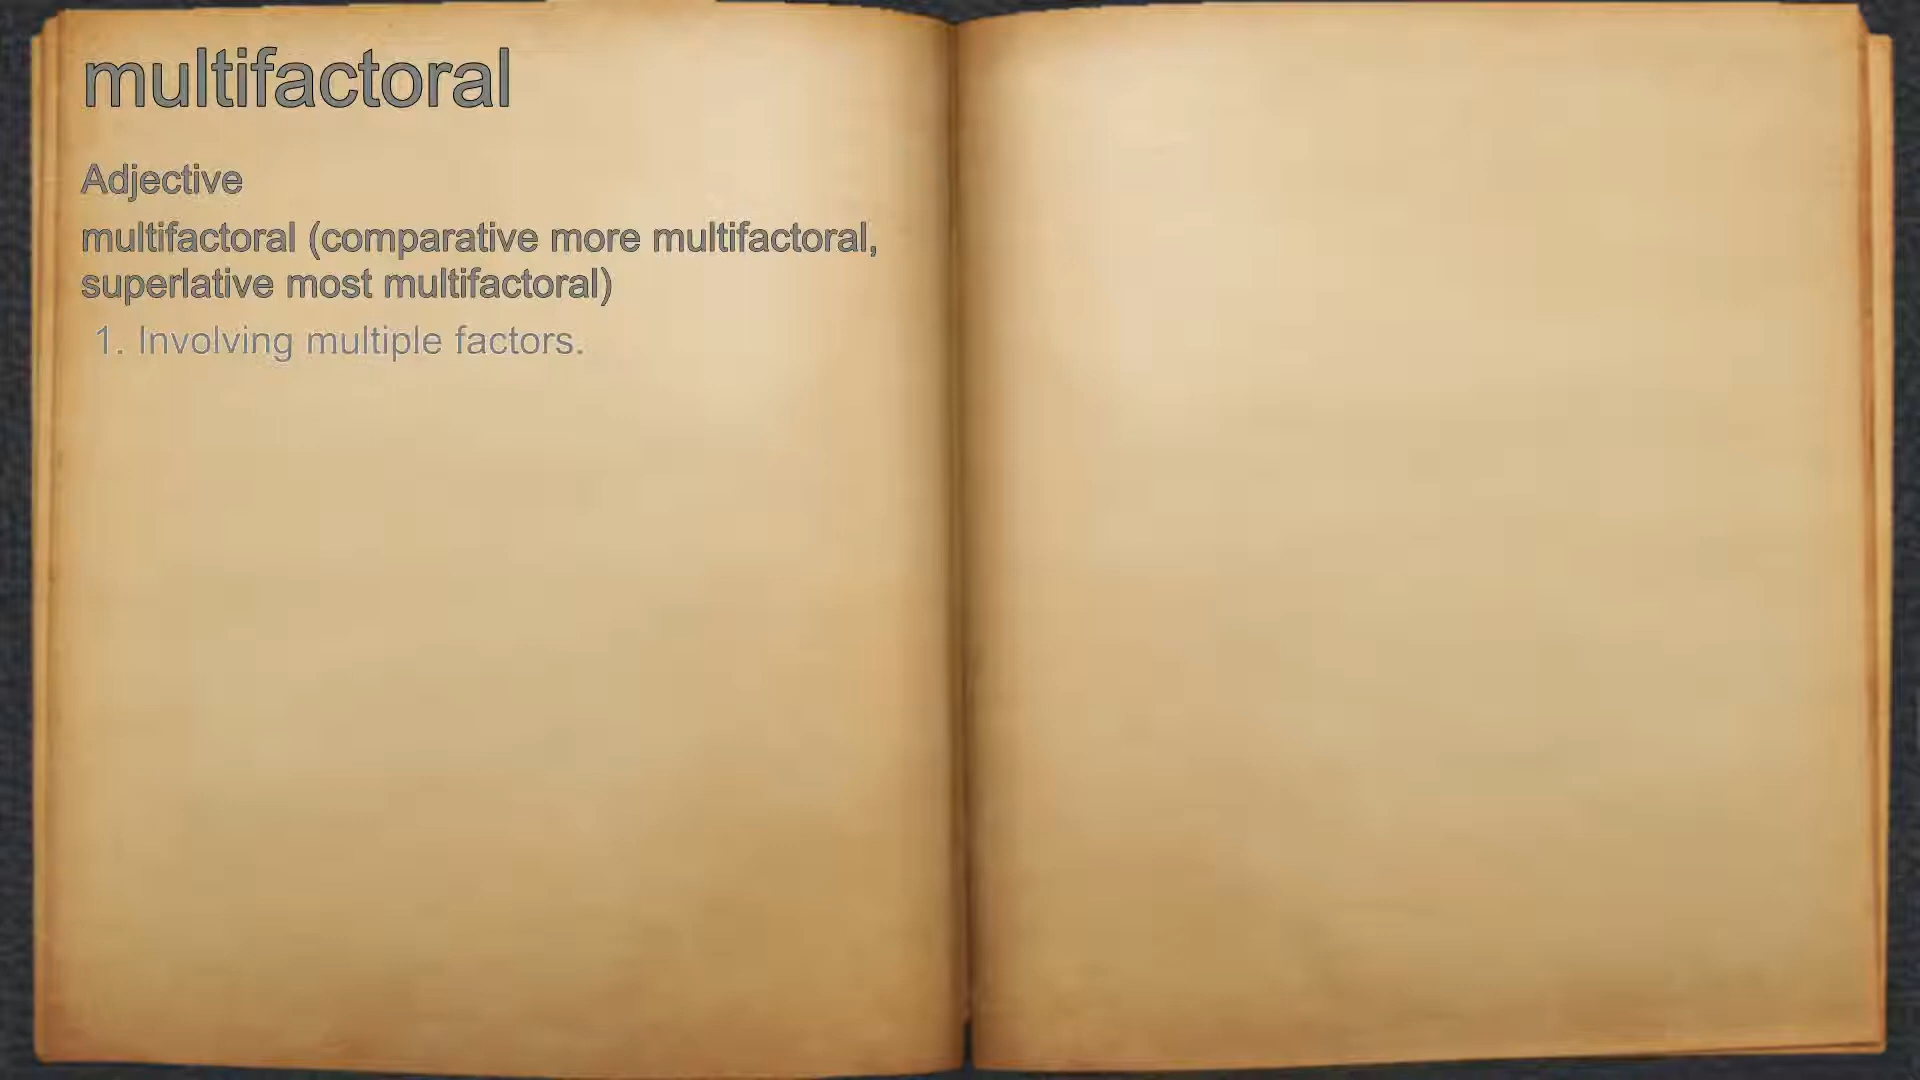 multifactoral
Adjective
multifactoral (comparative more multifactoral,
superlative most multifactoral)
1. Involving multiple factors.